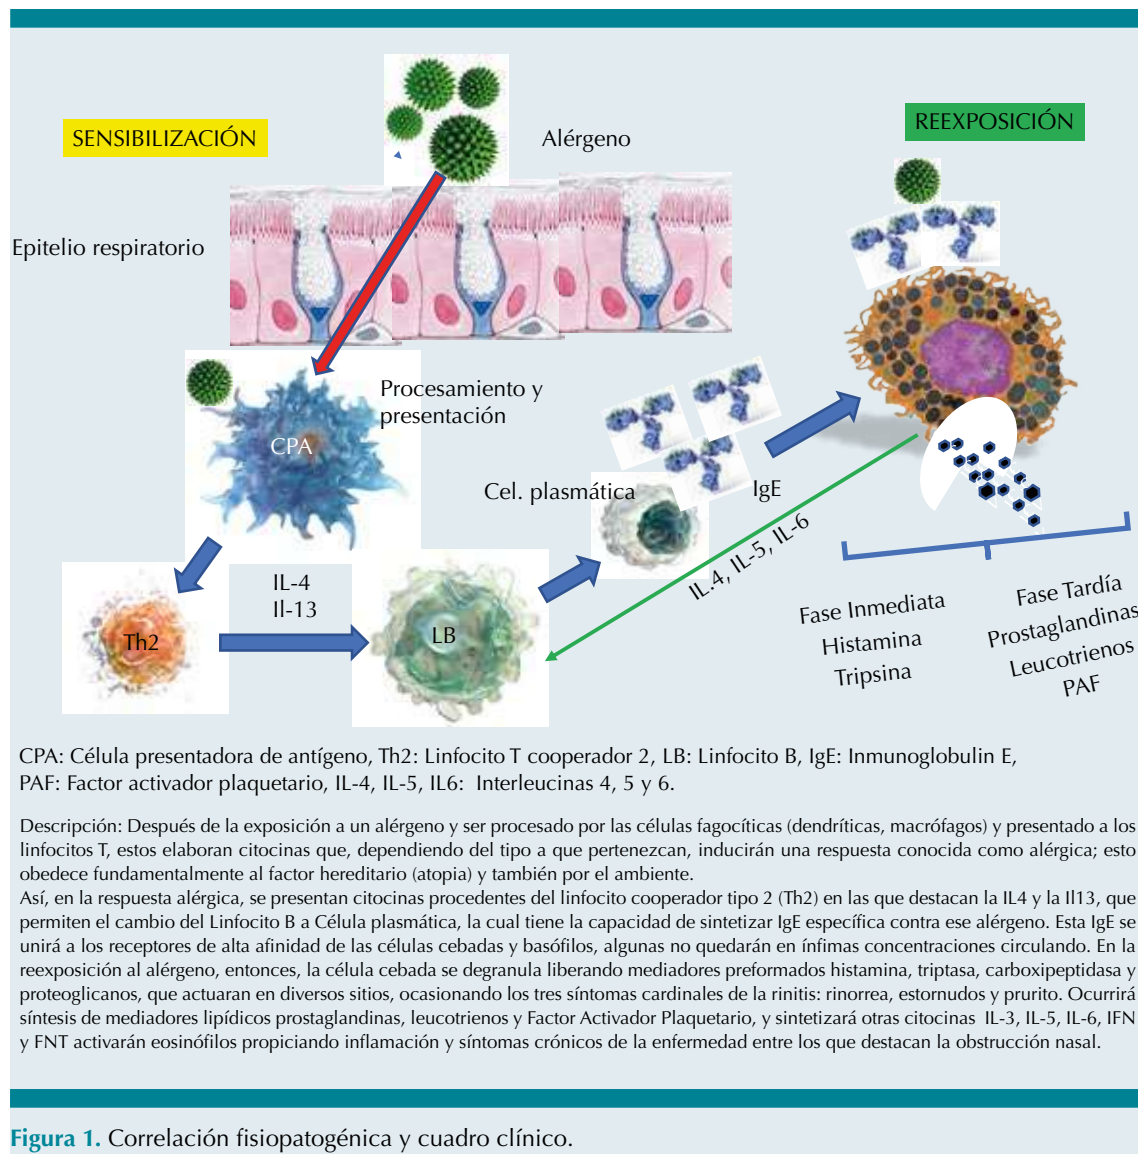 SENSIBILIZACIÓN
Alérgeno
REEXPOSICIÓN
Epitelio respiratorio
Procesamiento y
presentación
CPA
Cel. plasmática
IgE
IL.4, IL-5, IL-6
IL-4
Il-13
Th2
LB
Fase Inmediata
Histamina
Tripsina
Fase Tardía
Prostaglandinas
Leucotrienos
PAF
CPA: Célula presentadora de antígeno, Th2: Linfocito T cooperador 2, LB: Linfocito B, IgE: Inmunoglobulin E,
PAF: Factor activador plaquetario, IL-4, IL-5, IL6: Interleucinas 4, 5 y 6.
Descripción: Después de la exposición a un alérgeno y ser procesado por las células fagocíticas (dendríticas, macrófagos) y presentado a los
linfocitos T, estos elaboran citocinas que, dependiendo del tipo a que pertenezcan, inducirán una respuesta conocida como alérgica; esto
obedece fundamentalmente al factor hereditario (atopia) y también por el ambiente.
Así, en la respuesta alérgica, se presentan citocinas procedentes del linfocito cooperador tipo 2 (Th2) en las que destacan la IL4 y la Il13, que
permiten el cambio del Linfocito B a Célula plasmática, la cual tiene la capacidad de sintetizar IgE específica contra ese alérgeno. Esta IgE se
unirá a los receptores de alta afinidad de las células cebadas y basófilos, algunas no quedarán en ínfimas concentraciones circulando. En la
reexposición al alérgeno, entonces, la célula cebada se degranula liberando mediadores preformados histamina, triptasa, carboxipeptidasa y
proteoglicanos, que actuaran en diversos sitios, ocasionando los tres síntomas cardinales de la rinitis: rinorrea, estornudos y prurito. Ocurrirá
síntesis de mediadores lipídicos prostaglandinas, leucotrienos y Factor Activador Plaquetario, y sintetizará otras citocinas IL-3, IL-5, IL-6, IFN
y FNT activarán eosinófilos propiciando inflamación y síntomas crónicos de la enfermedad entre los que destacan la obstrucción nasal.
Figura 1. Correlación fisiopatogénica y cuadro clínico.